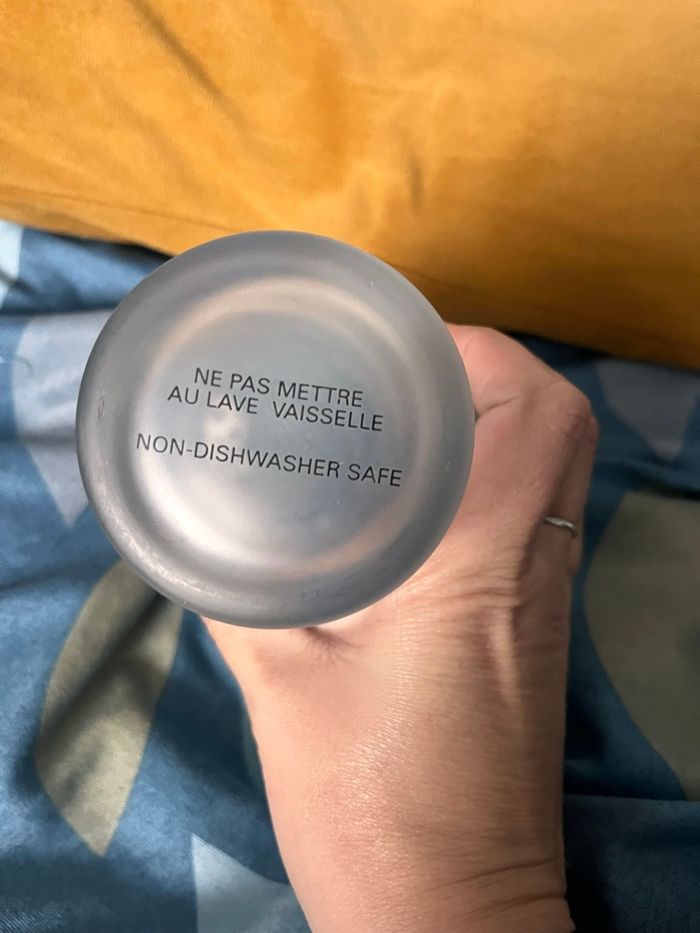 NE PAS METTRE
AU LAVE VAISSELLE
NON-DISHWASHER SAFE